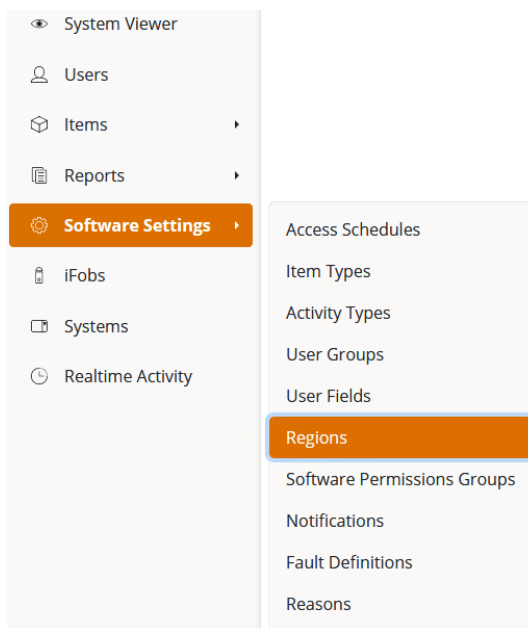 System Viewer
Users
Items
Reports
Software Settings
iFobs
Systems
Realtime Activity
Access Schedules
Item Types
Activity Types
User Groups
User Fields
Regions
Software Permissions Groups
Notifications
Fault Definitions
Reasons